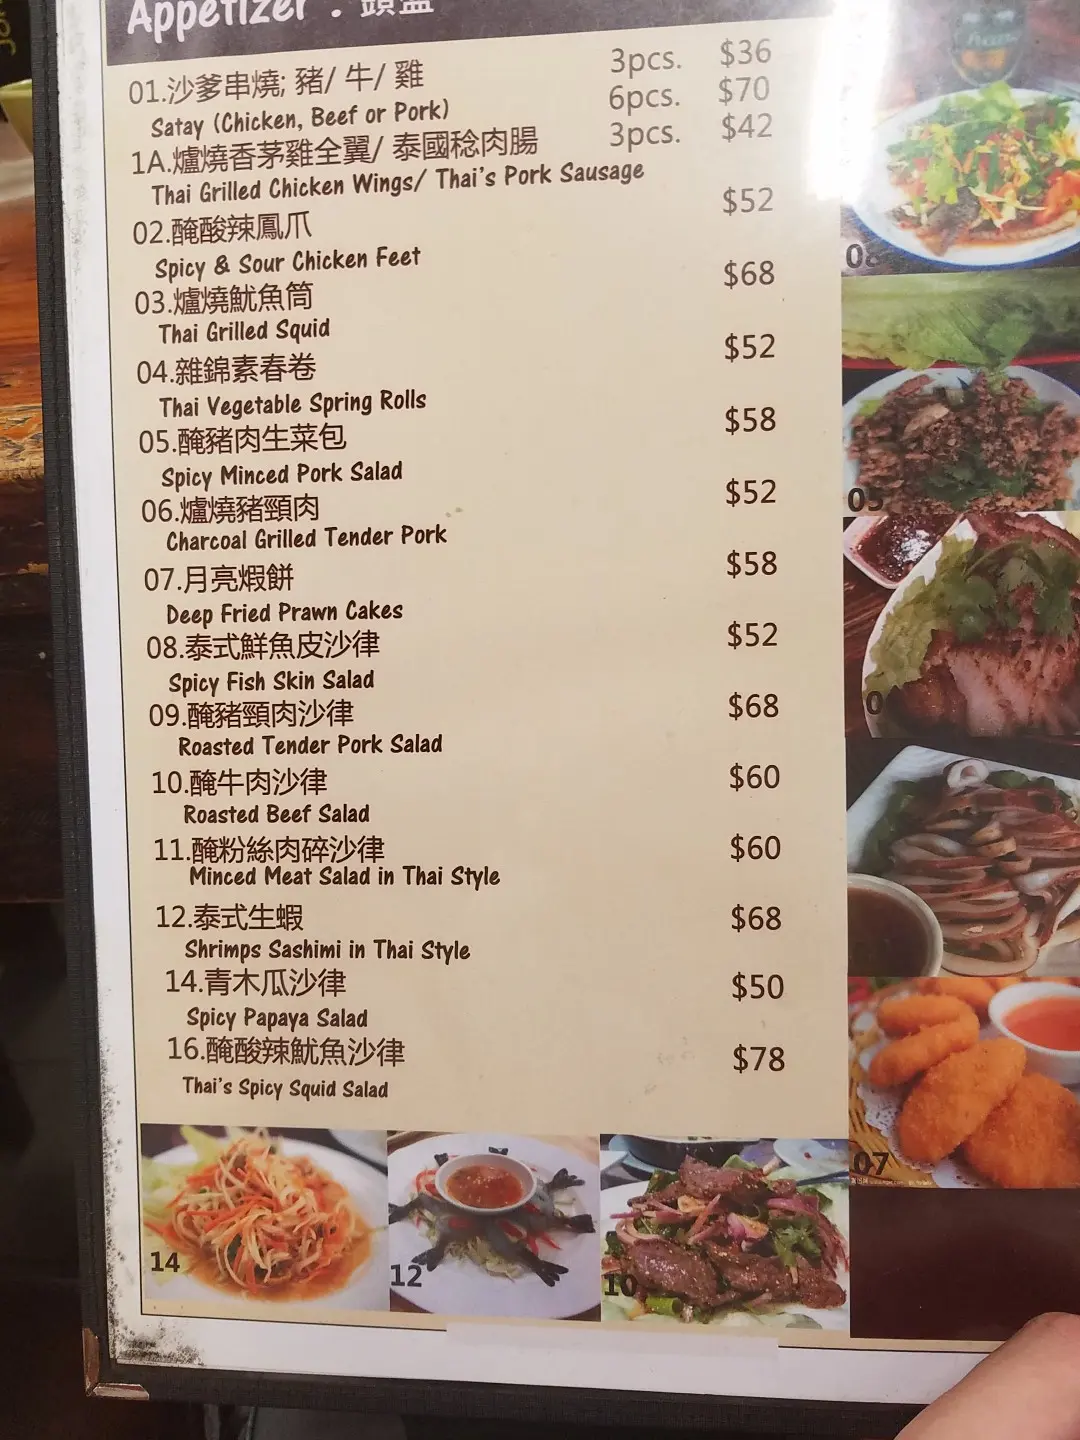 Appetizer . 頭盤
01.沙爹串燒; 豬/ 牛/ 雞 3pcs. $36
Satay (Chicken, Beef or Pork) 6pcs. $70
1A.爐燒香茅雞全翼/ 泰國稔肉腸 3pcs. $42
Thai Grilled Chicken Wings/ Thai's Pork Sausage
02.醃酸辣鳳爪 $52
Spicy & Sour Chicken Feet
03.爐燒魷魚筒 $68
Thai Grilled Squid
04.雜錦素春卷 $52
Thai Vegetable Spring Rolls
05.醃豬肉生菜包 $58
Spicy Minced Pork Salad
06.爐燒豬頸肉 $52
Charcoal Grilled Tender Pork
07.月亮煆餅 $58
Deep Fried Prawn Cakes
08.泰式鮮魚皮沙律 $52
Spicy Fish Skin Salad
09.醃豬頸肉沙律 $68
Roasted Tender Pork Salad
10.醃牛肉沙律 $60
Roasted Beef Salad
11.醃粉絲肉碎沙律 $60
Minced Meat Salad in Thai Style
12.泰式生蝦 $68
Shrimps Sashimi in Thai Style
14.青木瓜沙律 $50
Spicy Papaya Salad
16.醃酸辣魷魚沙律 $78
Thai's Spicy Squid Salad
05
07
14
12
10